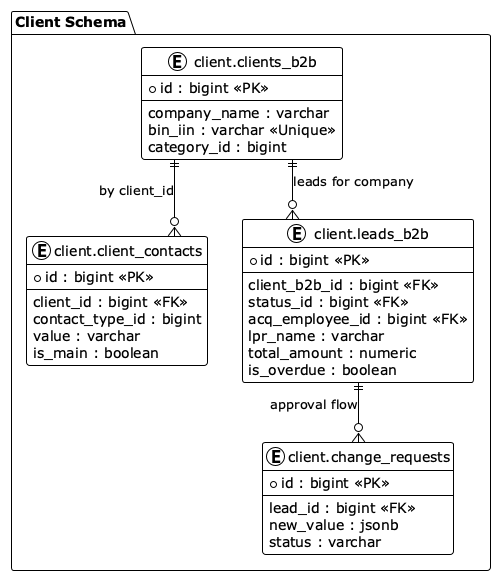 Client Schema
E client.clients_b2b
id : bigint «PK»
company_name : varchar
bin_iin : varchar «Unique»
category_id : bigint
by client_id
leads for company
E client.client_contacts
id : bigint «PK»
client_id : bigint «FK»
contact_type_id : bigint
value : varchar
is_main : boolean
E client.leads_b2b
id : bigint «PK»
client_b2b_id : bigint «FK»
status_id : bigint «FK»
acq_employee_id : bigint «FK»
lpr_name : varchar
total_amount : numeric
is_overdue : boolean
approval flow
E client.change_requests
id : bigint «PK»
lead_id : bigint «FK»
new_value : jsonb
status : varchar